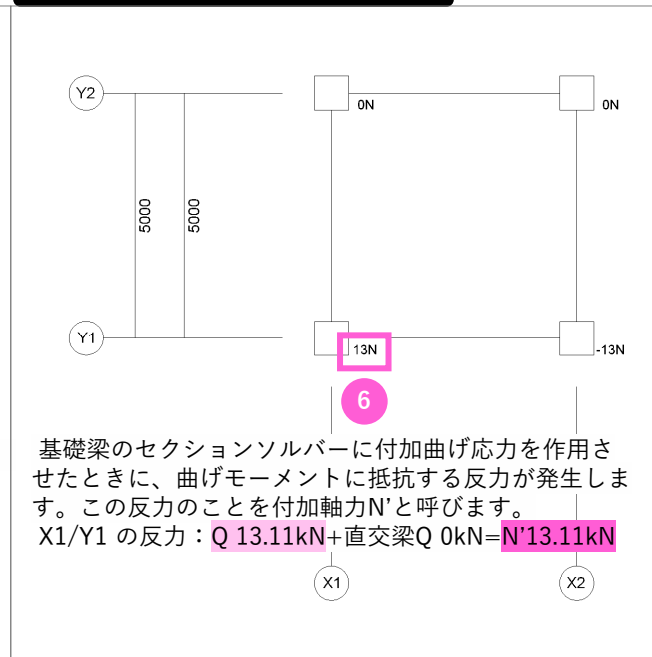 Y2
0N
0N
5000
5000
Y1
13N
-13N
6
基礎梁のセクションソルバーに付加曲げ応力を作用さ
せたときに、曲げモーメントに抵抗する反力が発生しま
す。この反力のことを付加軸力N’と呼びます。
X1/Y1 の反力：Q 13.11kN+直交梁Q 0kN=N’13.11kN
X1
X2